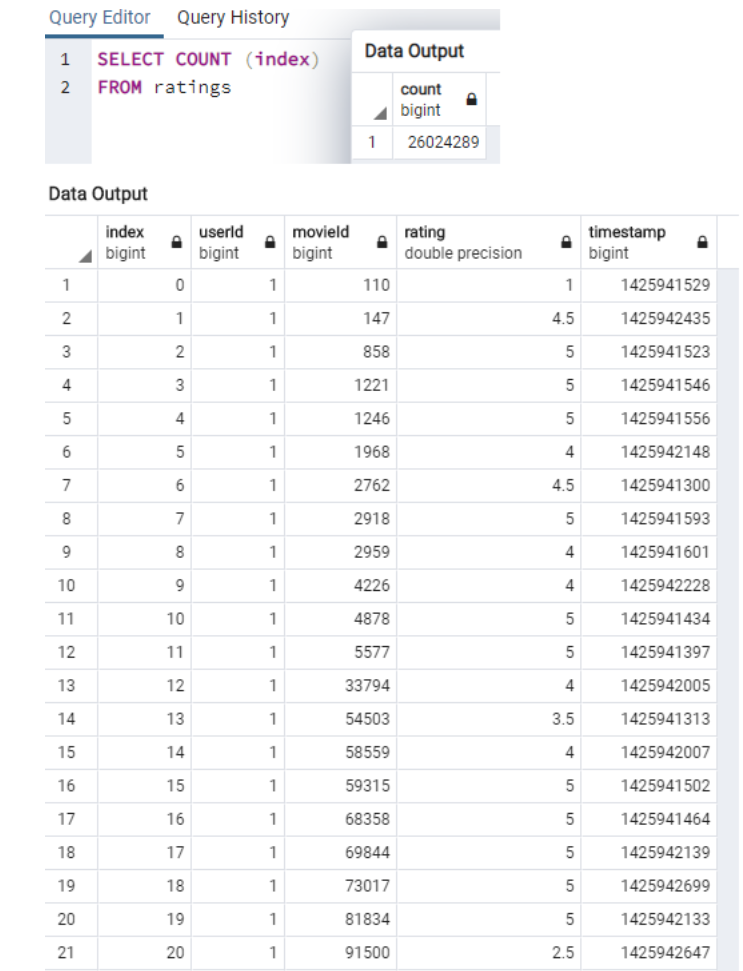 Query Editor Query History
1 SELECT COUNT (index)
2 FROM ratings
Data Output
count
bigint
1 26024289
Data Output
index userId movieId rating timestamp
bigint bigint bigint double precision bigint
1 0 1 110 1 1425941529
2 1 1 147 4.5 1425942435
3 2 1 858 5 1425941523
4 3 1 1221 5 1425941546
5 4 1 1246 5 1425941556
6 5 1 1968 4 1425942148
7 6 1 2762 4.5 1425941300
8 7 1 2918 5 1425941593
9 8 1 2959 4 1425941601
10 9 1 4226 4 1425942228
11 10 1 4878 5 1425941434
12 11 1 5577 5 1425941397
13 12 1 33794 4 1425942005
14 13 1 54503 3.5 1425941313
15 14 1 58559 4 1425942007
16 15 1 59315 5 1425941502
17 16 1 68358 5 1425941464
18 17 1 69844 5 1425942139
19 18 1 73017 5 1425942699
20 19 1 81834 5 1425942133
21 20 1 91500 2.5 1425942647